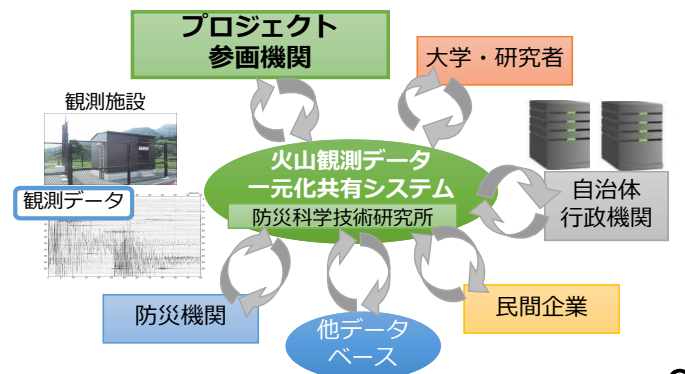 プロジェクト
参画機関
大学・研究者
観測施設
火山観測データ
一元化共有システム
防災科学技術研究所
観測データ
自治体
行政機関
防災機関
他データ
ベース
民間企業